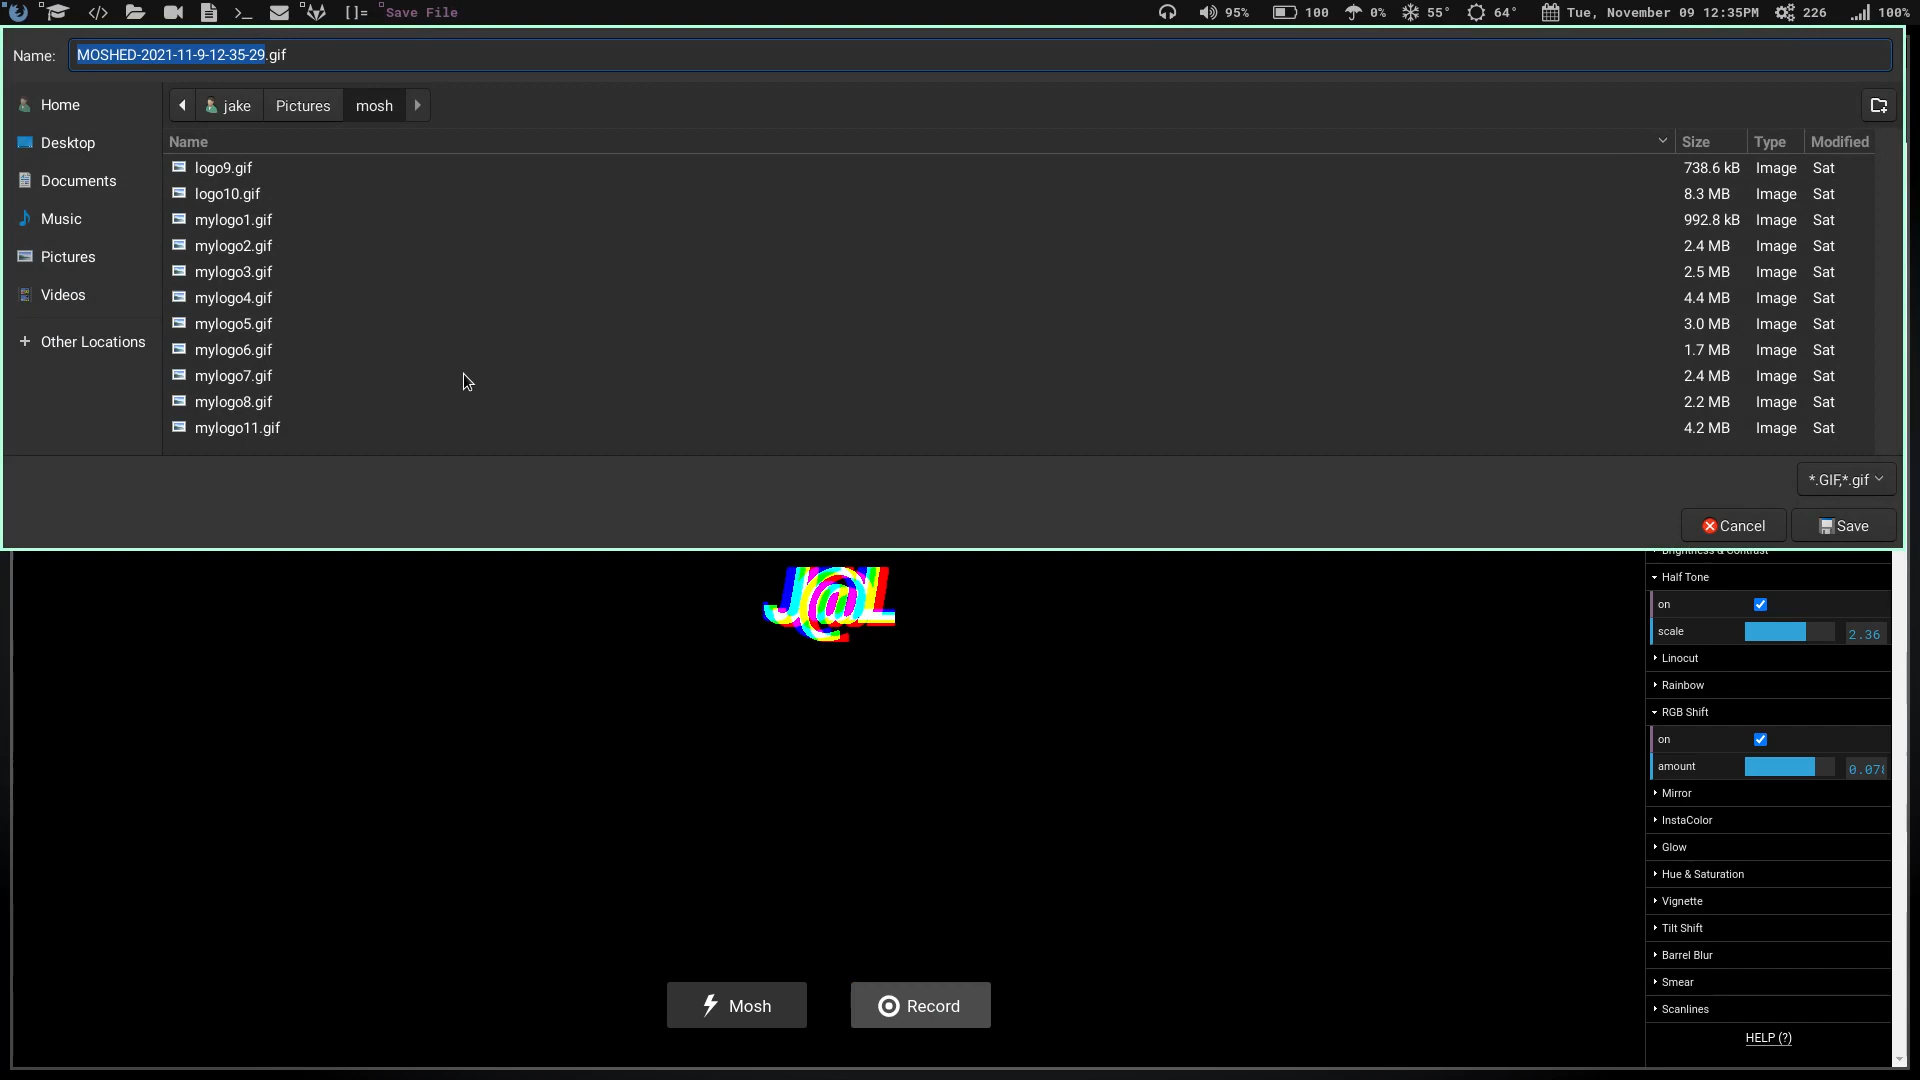 Save File 95% 100 0% 55° 64° Tue, November 09 12:35PM 226 100%
Name: MOSHED-2021-11-9-12-35-29.gif
Home
Desktop
Documents
Music
Pictures
Videos
Other Locations
jake Pictures mosh
Name Size Type Modified
logo9.gif 738.6 kB Image Sat
logo10.gif 8.3 MB Image Sat
mylogo1.gif 992.8 kB Image Sat
mylogo2.gif 2.4 MB Image Sat
mylogo3.gif 2.5 MB Image Sat
mylogo4.gif 4.4 MB Image Sat
mylogo5.gif 3.0 MB Image Sat
mylogo6.gif 1.7 MB Image Sat
mylogo7.gif 2.4 MB Image Sat
mylogo8.gif 2.2 MB Image Sat
mylogo11.gif 4.2 MB Image Sat
*.GIF,*.gif
Cancel Save
J@L
Mosh Record
Brightness & Contrast
Half Tone
on
scale 2.36
Linocut
Rainbow
RGB Shift
on
amount 0.078
Mirror
InstaColor
Glow
Hue & Saturation
Vignette
Tilt Shift
Barrel Blur
Smear
Scanlines
HELP (?)